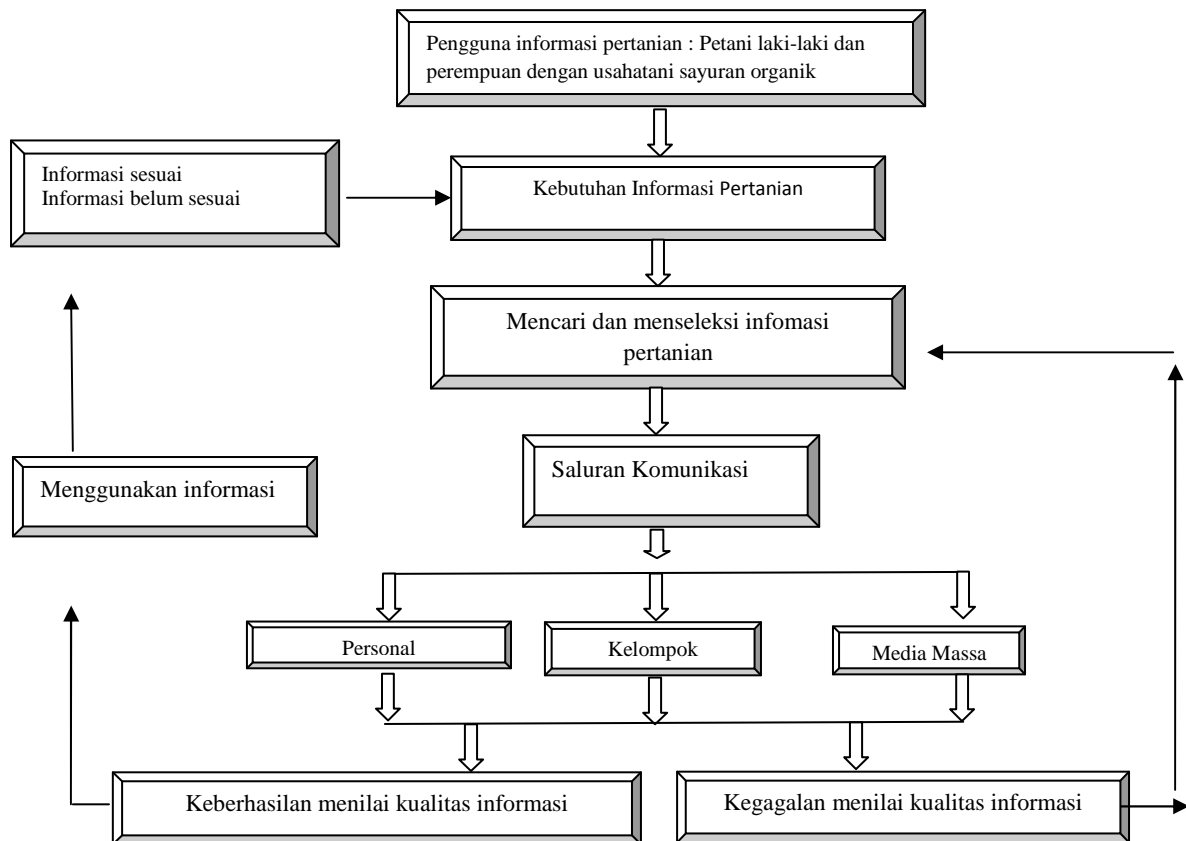 Pengguna informasi pertanian : Petani laki-laki dan
perempuan dengan usahatani sayuran organik
Informasi sesuai
Informasi belum sesuai
Kebutuhan Informasi Pertanian
Mencari dan menseleksi infomasi
pertanian
Saluran Komunikasi
Menggunakan informasi
Personal
Kelompok
Media Massa
Keberhasilan menilai kualitas informasi
Kegagalan menilai kualitas informasi